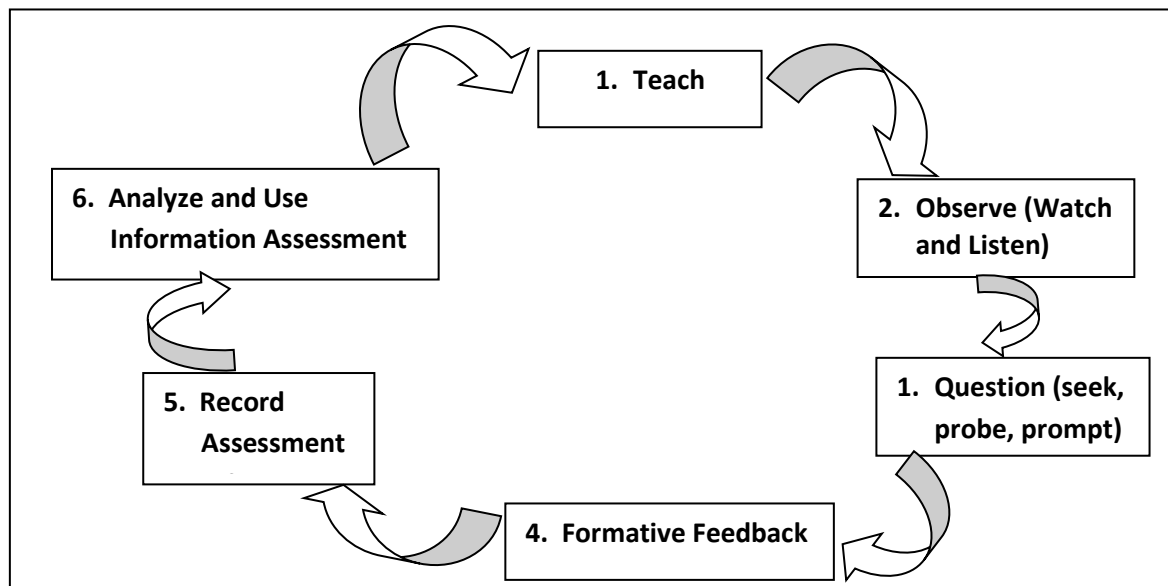 1. Teach
2. Observe (Watch
and Listen)
1. Question (seek,
probe, prompt)
4. Formative Feedback
5. Record
Assessment
6. Analyze and Use
Information Assessment